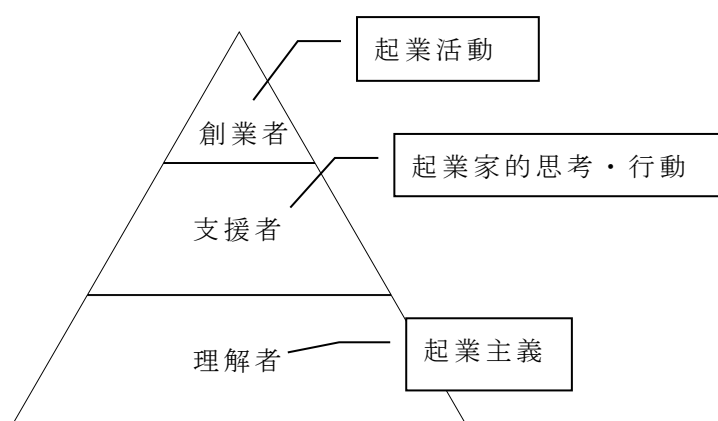 起業活動
創業者
起業家的思考・行動
支援者
起業主義
理解者